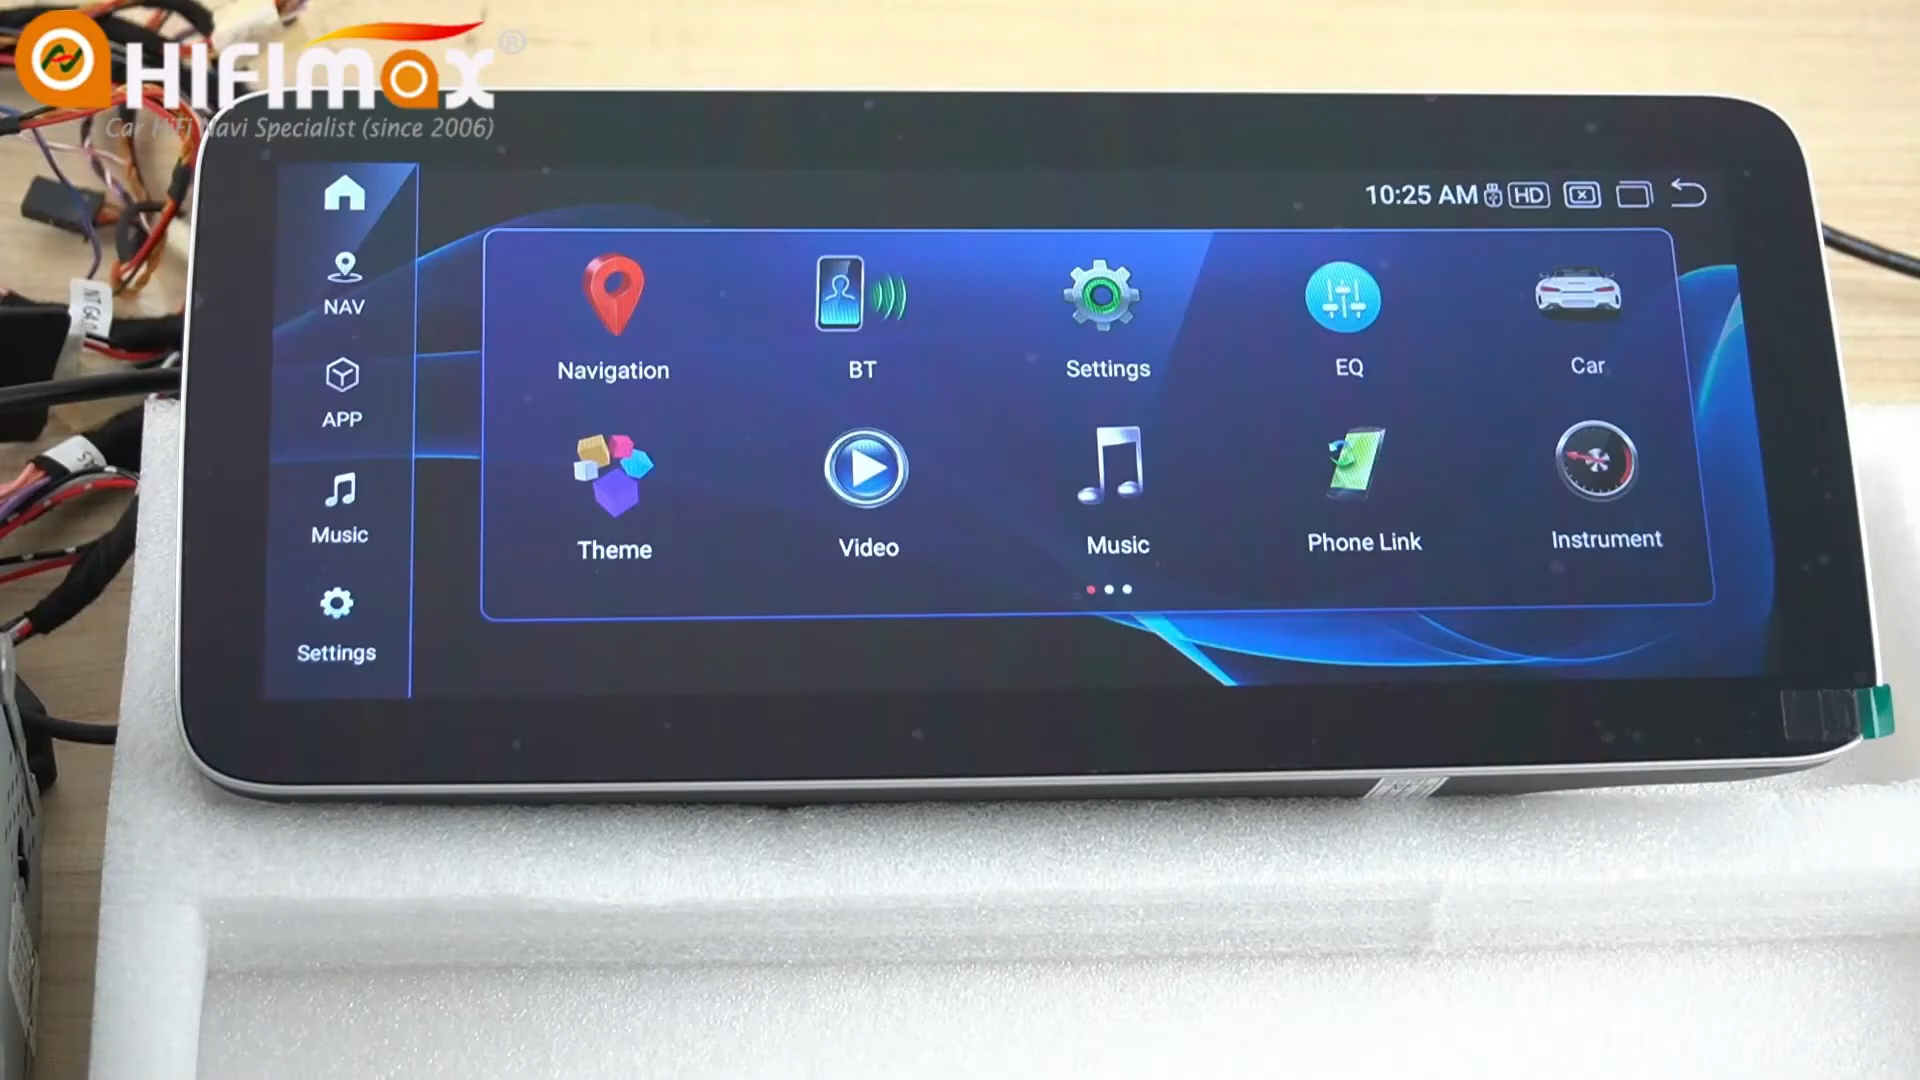 HIFIMAX®
Car HiFi Navi Specialist (since 2006)
10:25 AM HD
NAV
APP
Music
Settings
Navigation
BT
Settings
EQ
Car
Theme
Video
Music
Phone Link
Instrument